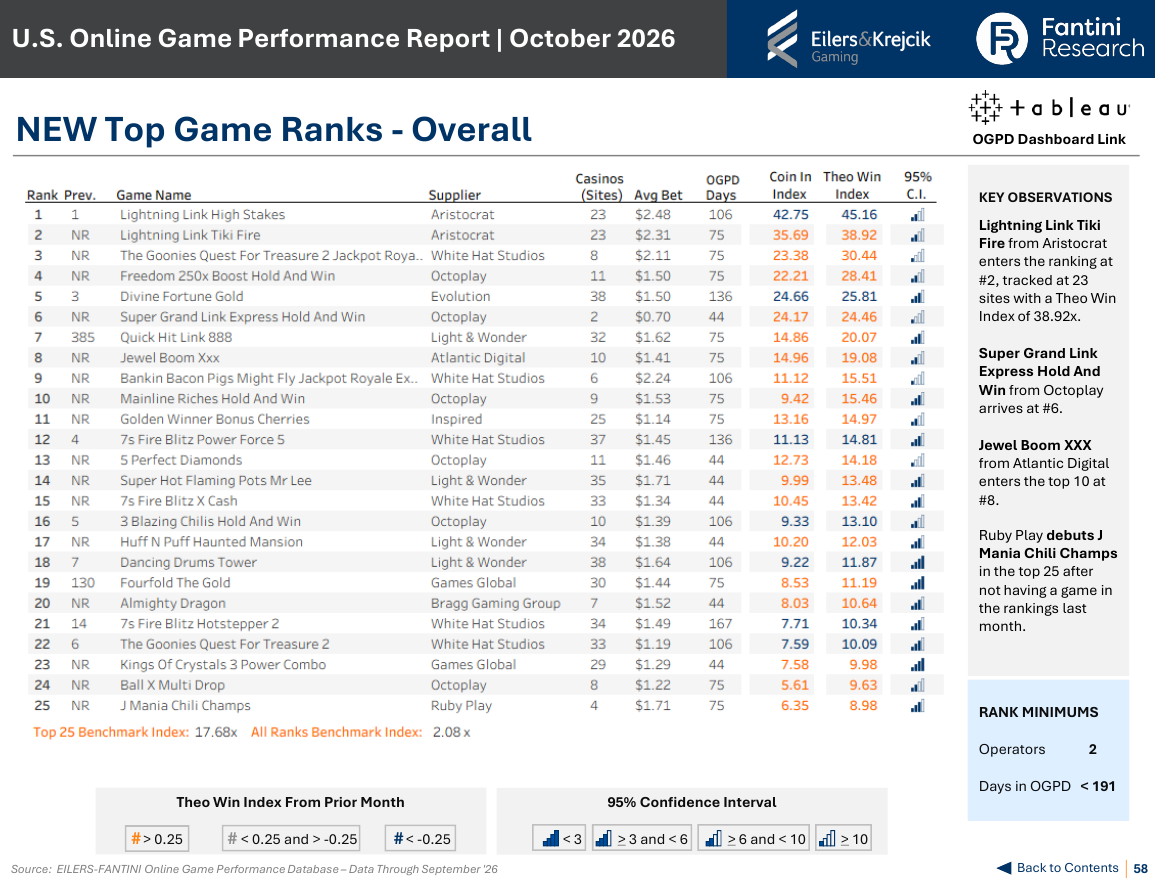 U.S. Online Game Performance Report | October 2026
Eilers&Krejcik
Gaming
Fantini
Research
NEW Top Game Ranks - Overall
+ a b l e a u
OGPD Dashboard Link
Rank Prev. Game Name Supplier Casinos (Sites) Avg Bet OGPD Days Coin In Index Theo Win Index 95% C.I.
1 1 Lightning Link High Stakes Aristocrat 23 $2.48 106 42.75 45.16
2 NR Lightning Link Tiki Fire Aristocrat 23 $2.31 75 35.69 38.92
3 NR The Goonies Quest For Treasure 2 Jackpot Roya.. White Hat Studios 8 $2.11 75 23.38 30.44
4 NR Freedom 250x Boost Hold And Win Octoplay 11 $1.50 75 22.21 28.41
5 3 Divine Fortune Gold Evolution 38 $1.50 136 24.66 25.81
6 NR Super Grand Link Express Hold And Win Octoplay 2 $0.70 44 24.17 24.46
7 385 Quick Hit Link 888 Light & Wonder 32 $1.62 75 14.86 20.07
8 NR Jewel Boom Xxx Atlantic Digital 10 $1.41 75 14.96 19.08
9 NR Bankin Bacon Pigs Might Fly Jackpot Royale Ex.. White Hat Studios 6 $2.24 106 11.12 15.51
10 NR Mainline Riches Hold And Win Octoplay 9 $1.53 75 9.42 15.46
11 NR Golden Winner Bonus Cherries Inspired 25 $1.14 75 13.16 14.97
12 4 7s Fire Blitz Power Force 5 White Hat Studios 37 $1.45 136 11.13 14.81
13 NR 5 Perfect Diamonds Octoplay 11 $1.46 44 12.73 14.18
14 NR Super Hot Flaming Pots Mr Lee Light & Wonder 35 $1.71 44 9.99 13.48
15 NR 7s Fire Blitz X Cash White Hat Studios 33 $1.34 44 10.45 13.42
16 5 3 Blazing Chilis Hold And Win Octoplay 10 $1.39 106 9.33 13.10
17 NR Huff N Puff Haunted Mansion Light & Wonder 34 $1.38 44 10.20 12.03
18 7 Dancing Drums Tower Light & Wonder 38 $1.64 106 9.22 11.87
19 130 Fourfold The Gold Games Global 30 $1.44 75 8.53 11.19
20 NR Almighty Dragon Bragg Gaming Group 7 $1.52 44 8.03 10.64
21 14 7s Fire Blitz Hotstepper 2 White Hat Studios 34 $1.49 167 7.71 10.34
22 6 The Goonies Quest For Treasure 2 White Hat Studios 33 $1.19 106 7.59 10.09
23 NR Kings Of Crystals 3 Power Combo Games Global 29 $1.29 44 7.58 9.98
24 NR Ball X Multi Drop Octoplay 8 $1.22 75 5.61 9.63
25 NR J Mania Chili Champs Ruby Play 4 $1.71 75 6.35 8.98
Top 25 Benchmark Index: 17.68x All Ranks Benchmark Index: 2.08 x
KEY OBSERVATIONS
Lightning Link Tiki
Fire from Aristocrat
enters the ranking at
#2, tracked at 23
sites with a Theo Win
Index of 38.92x.
Super Grand Link
Express Hold And
Win from Octoplay
arrives at #6.
Jewel Boom XXX
from Atlantic Digital
enters the top 10 at
#8.
Ruby Play debuts J
Mania Chili Champs
in the top 25 after
not having a game in
the rankings last
month.
RANK MINIMUMS
Operators 2
Days in OGPD < 191
Theo Win Index From Prior Month
# > 0.25 # < 0.25 and > -0.25 # < -0.25
95% Confidence Interval
< 3 ≥ 3 and < 6 ≥ 6 and < 10 ≥ 10
Source: EILERS-FANTINI Online Game Performance Database – Data Through September '26
Back to Contents 58